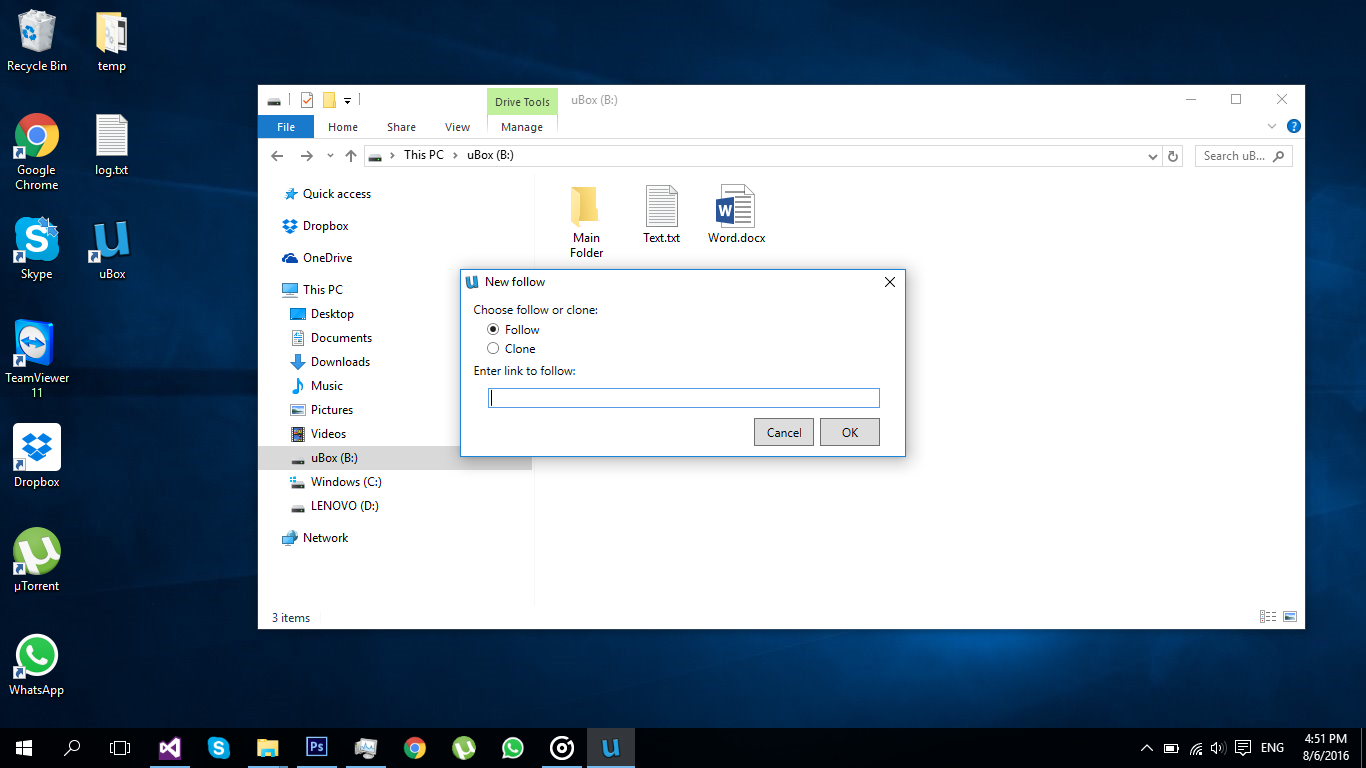 Recycle Bin
temp
Google
Chrome
log.txt
Skype
uBox
TeamViewer
11
Dropbox
µTorrent
WhatsApp
Drive Tools
uBox (B:)
File
Home
Share
View
Manage
This PC
uBox (B:)
Search uB...
Quick access
Dropbox
OneDrive
This PC
Desktop
Documents
Downloads
Music
Pictures
Videos
uBox (B:)
Windows (C:)
LENOVO (D:)
Network
Main
Folder
Text.txt
Word.docx
New follow
Choose follow or clone:
Follow
Clone
Enter link to follow:
Cancel
OK
3 items
Ps
ENG
4:51 PM
8/6/2016